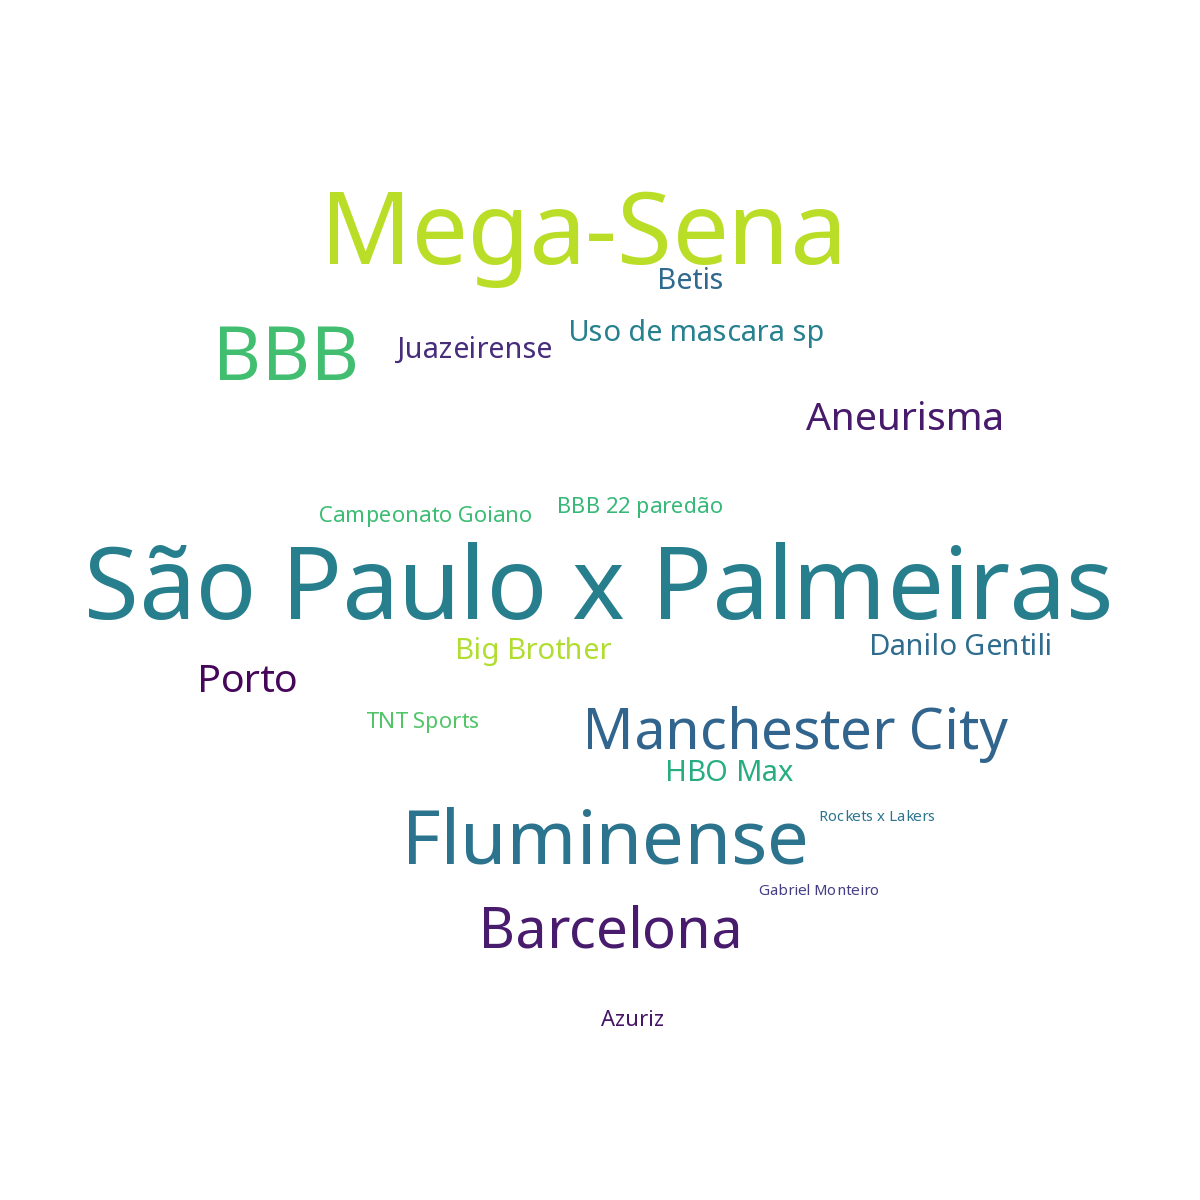 Mega-Sena
Betis
Uso de mascara sp
BBB
Juazeirense
Aneurisma
BBB 22 paredão
Campeonato Goiano
São Paulo x Palmeiras
Big Brother
Danilo Gentili
Porto
TNT Sports
Manchester City
HBO Max
Fluminense
Rockets x Lakers
Gabriel Monteiro
Barcelona
Azuriz